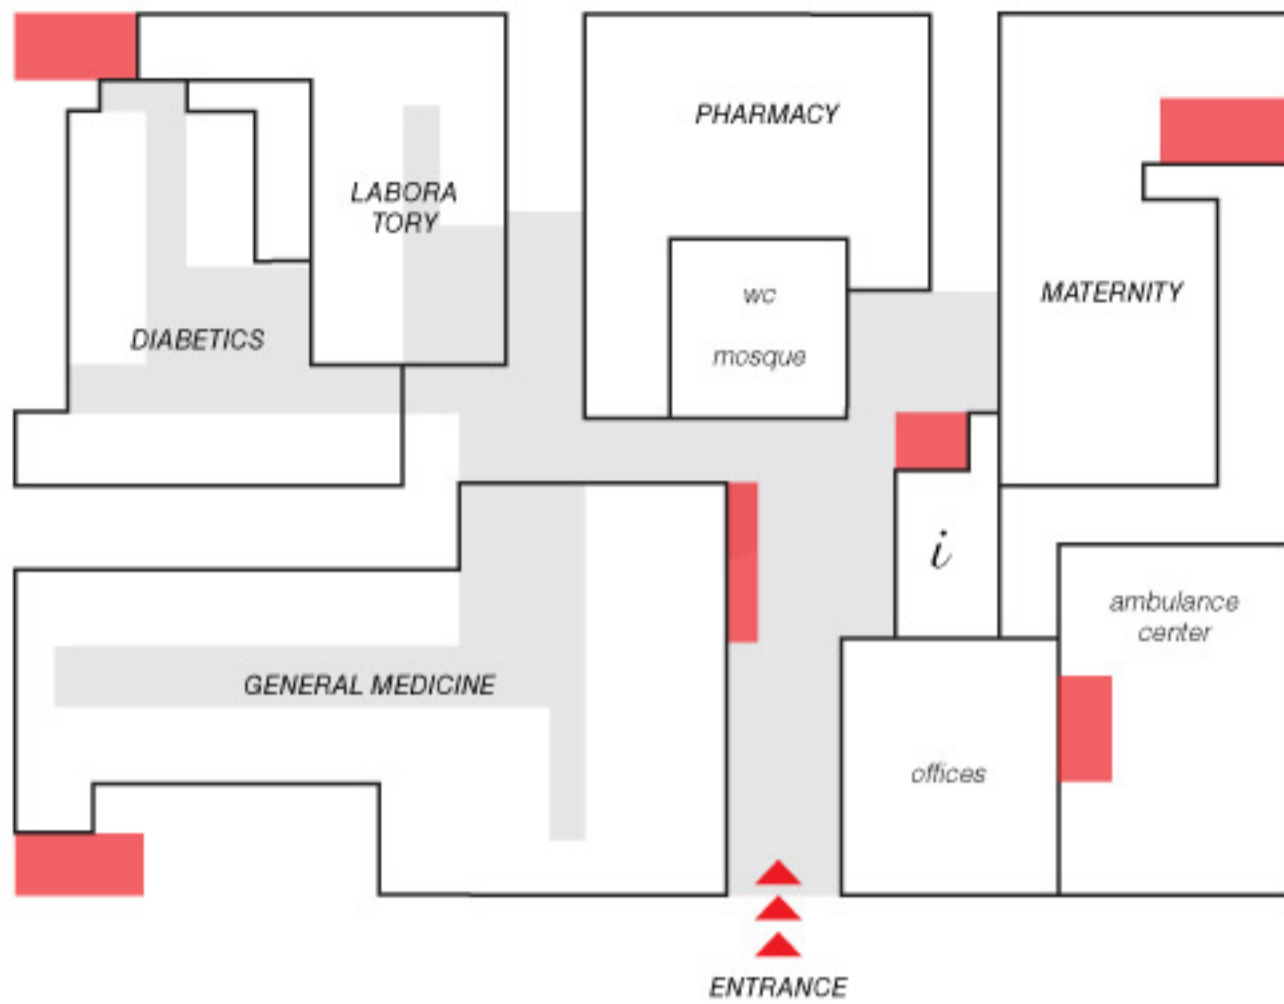 PHARMACY
LABORA
TORY
wc
MATERNITY
DIABETICS
mosque
i
ambulance
center
GENERAL MEDICINE
offices
ENTRANCE